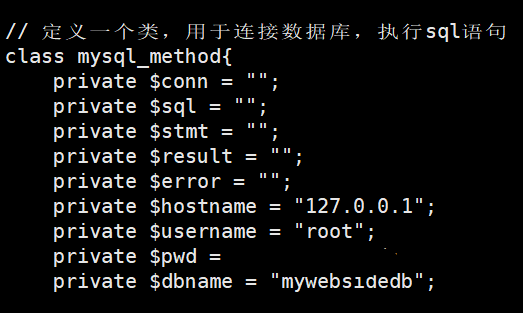 // 定义一个类，用于连接数据库，执行sql语句
class mysql_method{
    private $conn = "";
    private $sql = "";
    private $stmt = "";
    private $result = "";
    private $error = "";
    private $hostname = "127.0.0.1";
    private $username = "root";
    private $pwd =
    private $dbname = "mywebsidedb";